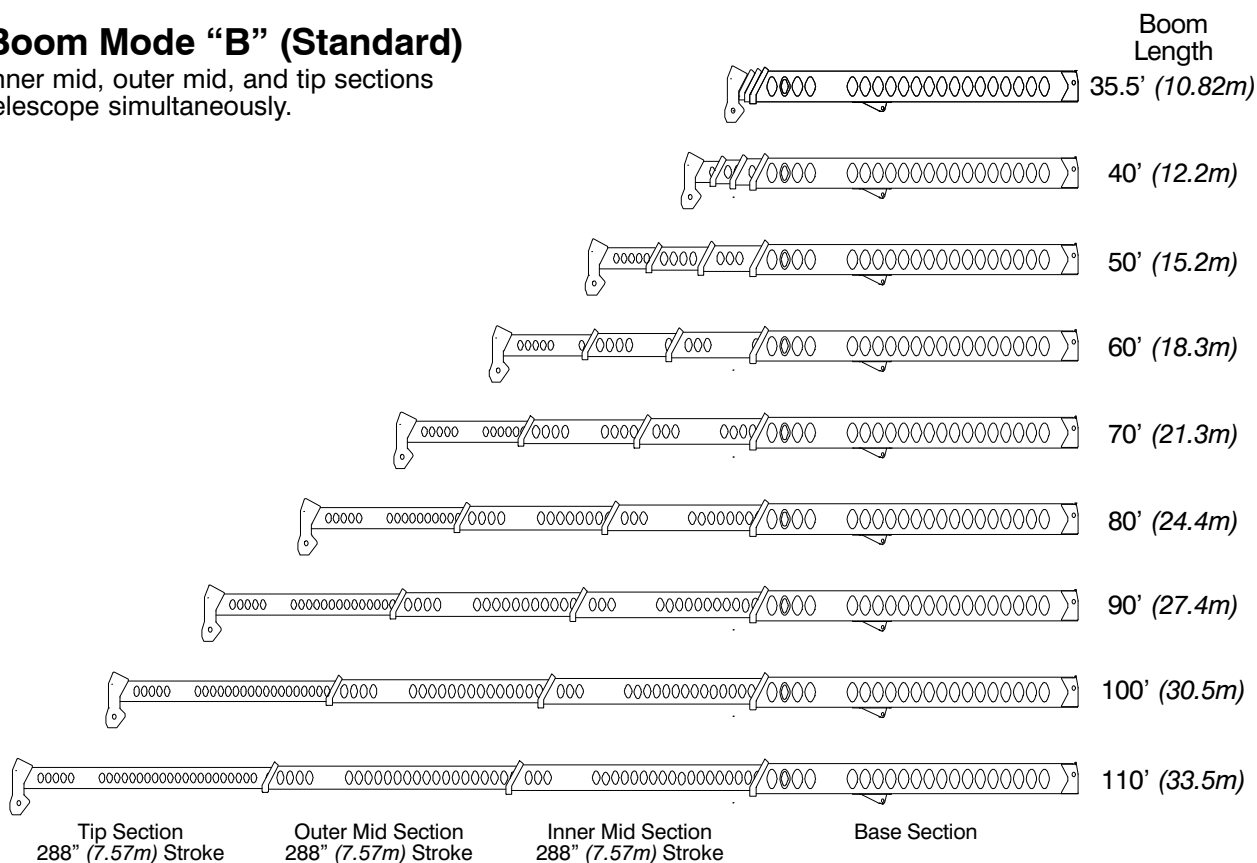 Boom Mode “B” (Standard)
nner mid, outer mid, and tip sections
elescope simultaneously.
Boom
Length
35.5’ (10.82m)
40’ (12.2m)
50’ (15.2m)
60’ (18.3m)
70’ (21.3m)
80’ (24.4m)
90’ (27.4m)
100’ (30.5m)
110’ (33.5m)
Tip Section
288” (7.57m) Stroke
Outer Mid Section
288” (7.57m) Stroke
Inner Mid Section
288” (7.57m) Stroke
Base Section